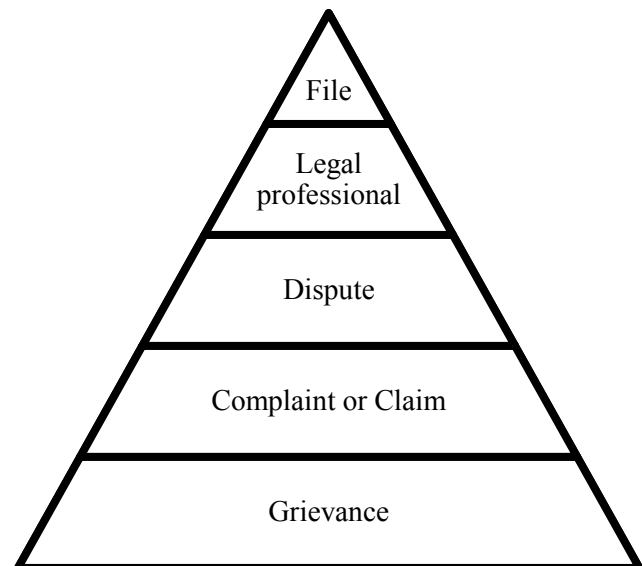 File
Legal
professional
Dispute
Complaint or Claim
Grievance